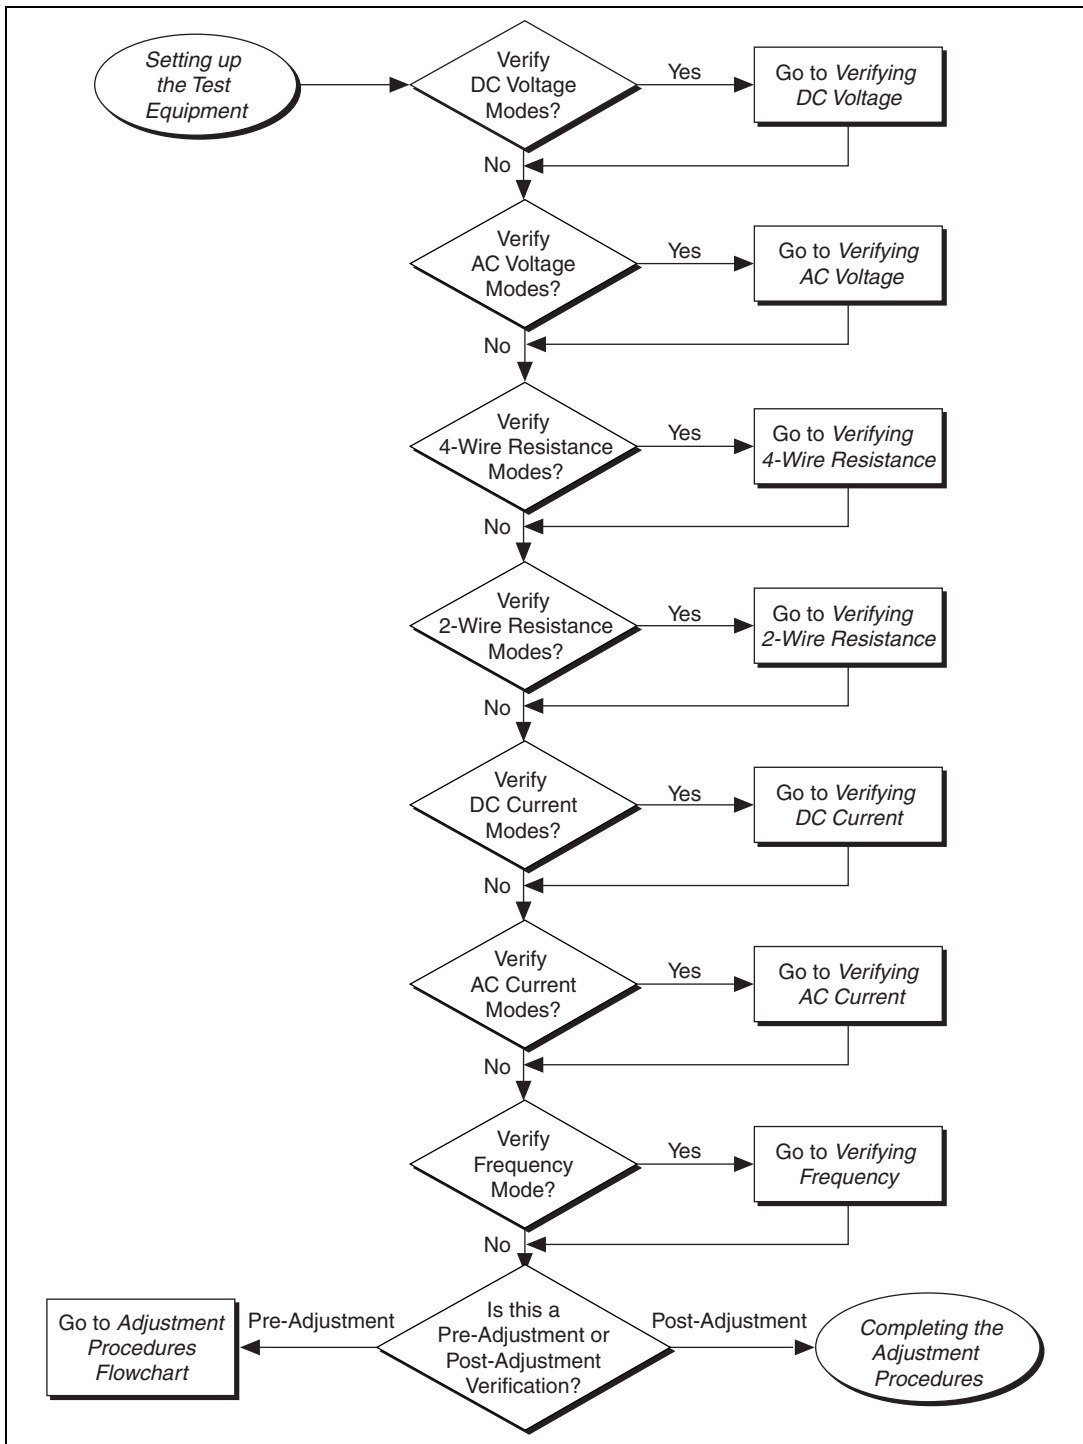 Setting up
the Test
Equipment
Verify
DC Voltage
Modes?
Yes
Go to Verifying
DC Voltage
No
Verify
AC Voltage
Modes?
Yes
Go to Verifying
AC Voltage
No
Verify
4-Wire Resistance
Modes?
Yes
Go to Verifying
4-Wire Resistance
No
Verify
2-Wire Resistance
Modes?
Yes
Go to Verifying
2-Wire Resistance
No
Verify
DC Current
Modes?
Yes
Go to Verifying
DC Current
No
Verify
AC Current
Modes?
Yes
Go to Verifying
AC Current
No
Verify
Frequency
Mode?
Yes
Go to Verifying
Frequency
No
Go to Adjustment
Procedures
Flowchart
Pre-Adjustment
Is this a
Pre-Adjustment or
Post-Adjustment
Verification?
Post-Adjustment
Completing the
Adjustment
Procedures